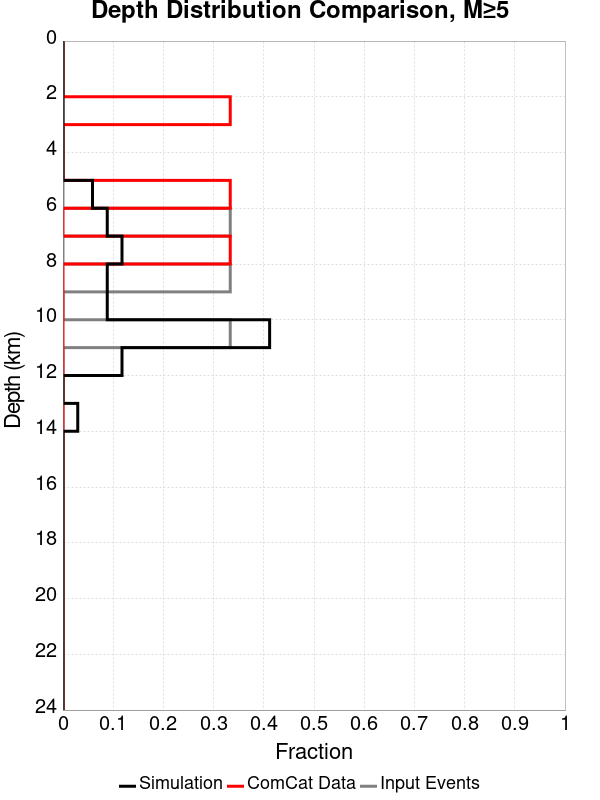 Depth Distribution Comparison, M≥5
0
2
4
6
8
10
12
14
16
18
20
22
24
Depth (km)
0 0.1 0.2 0.3 0.4 0.5 0.6 0.7 0.8 0.9 1
Fraction
Simulation ComCat Data Input Events